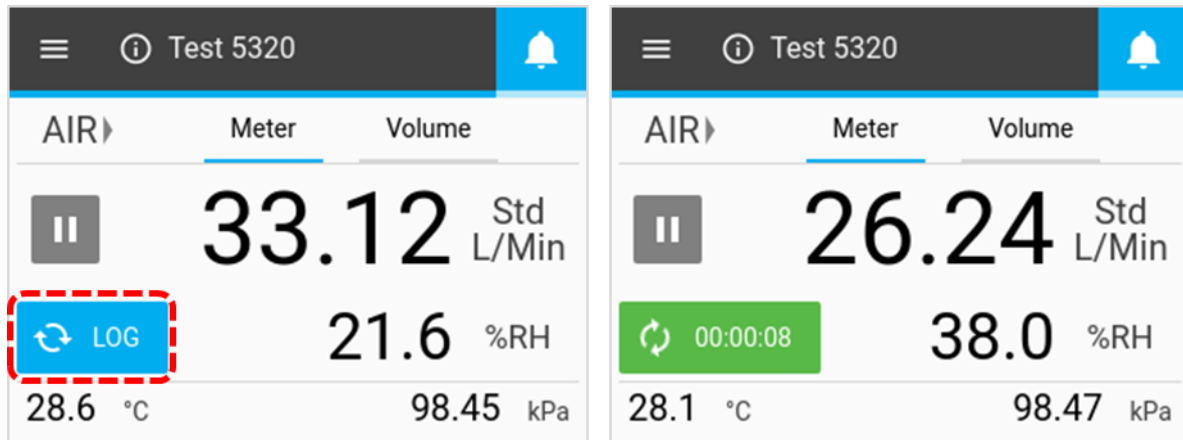 Test 5320
AIR Meter Volume
33.12 Std L/Min
LOG 21.6 %RH
28.6 °C 98.45 kPa
Test 5320
AIR Meter Volume
26.24 Std L/Min
00:00:08 38.0 %RH
28.1 °C 98.47 kPa